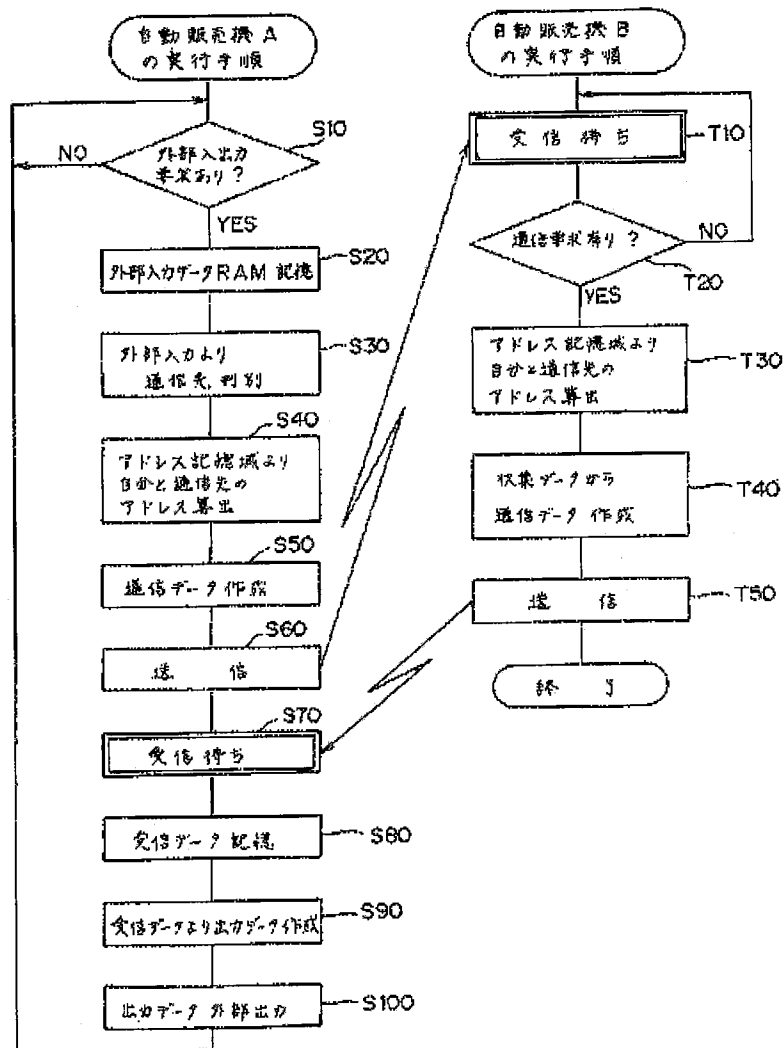 自動販売機A
の実行手順
S10
外部入出力
要求あり?
NO
YES
外部入力データRAM記憶
S20
外部入力より
通信先判別
S30
S40
アドレス記憶域より
自分と通信先の
アドレス算出
S50
通信データ作成
S60
送信
S70
受信待ち
受信データ記憶
S80
受信データより出力データ作成
S90
出力データ外部出力
S100
自動販売機B
の実行手順
受信待ち
T10
通信要求有り?
NO
T20
YES
アドレス記憶域より
自分と通信先の
アドレス算出
T30
収集データから
通信データ作成
T40
送信
T50
終了